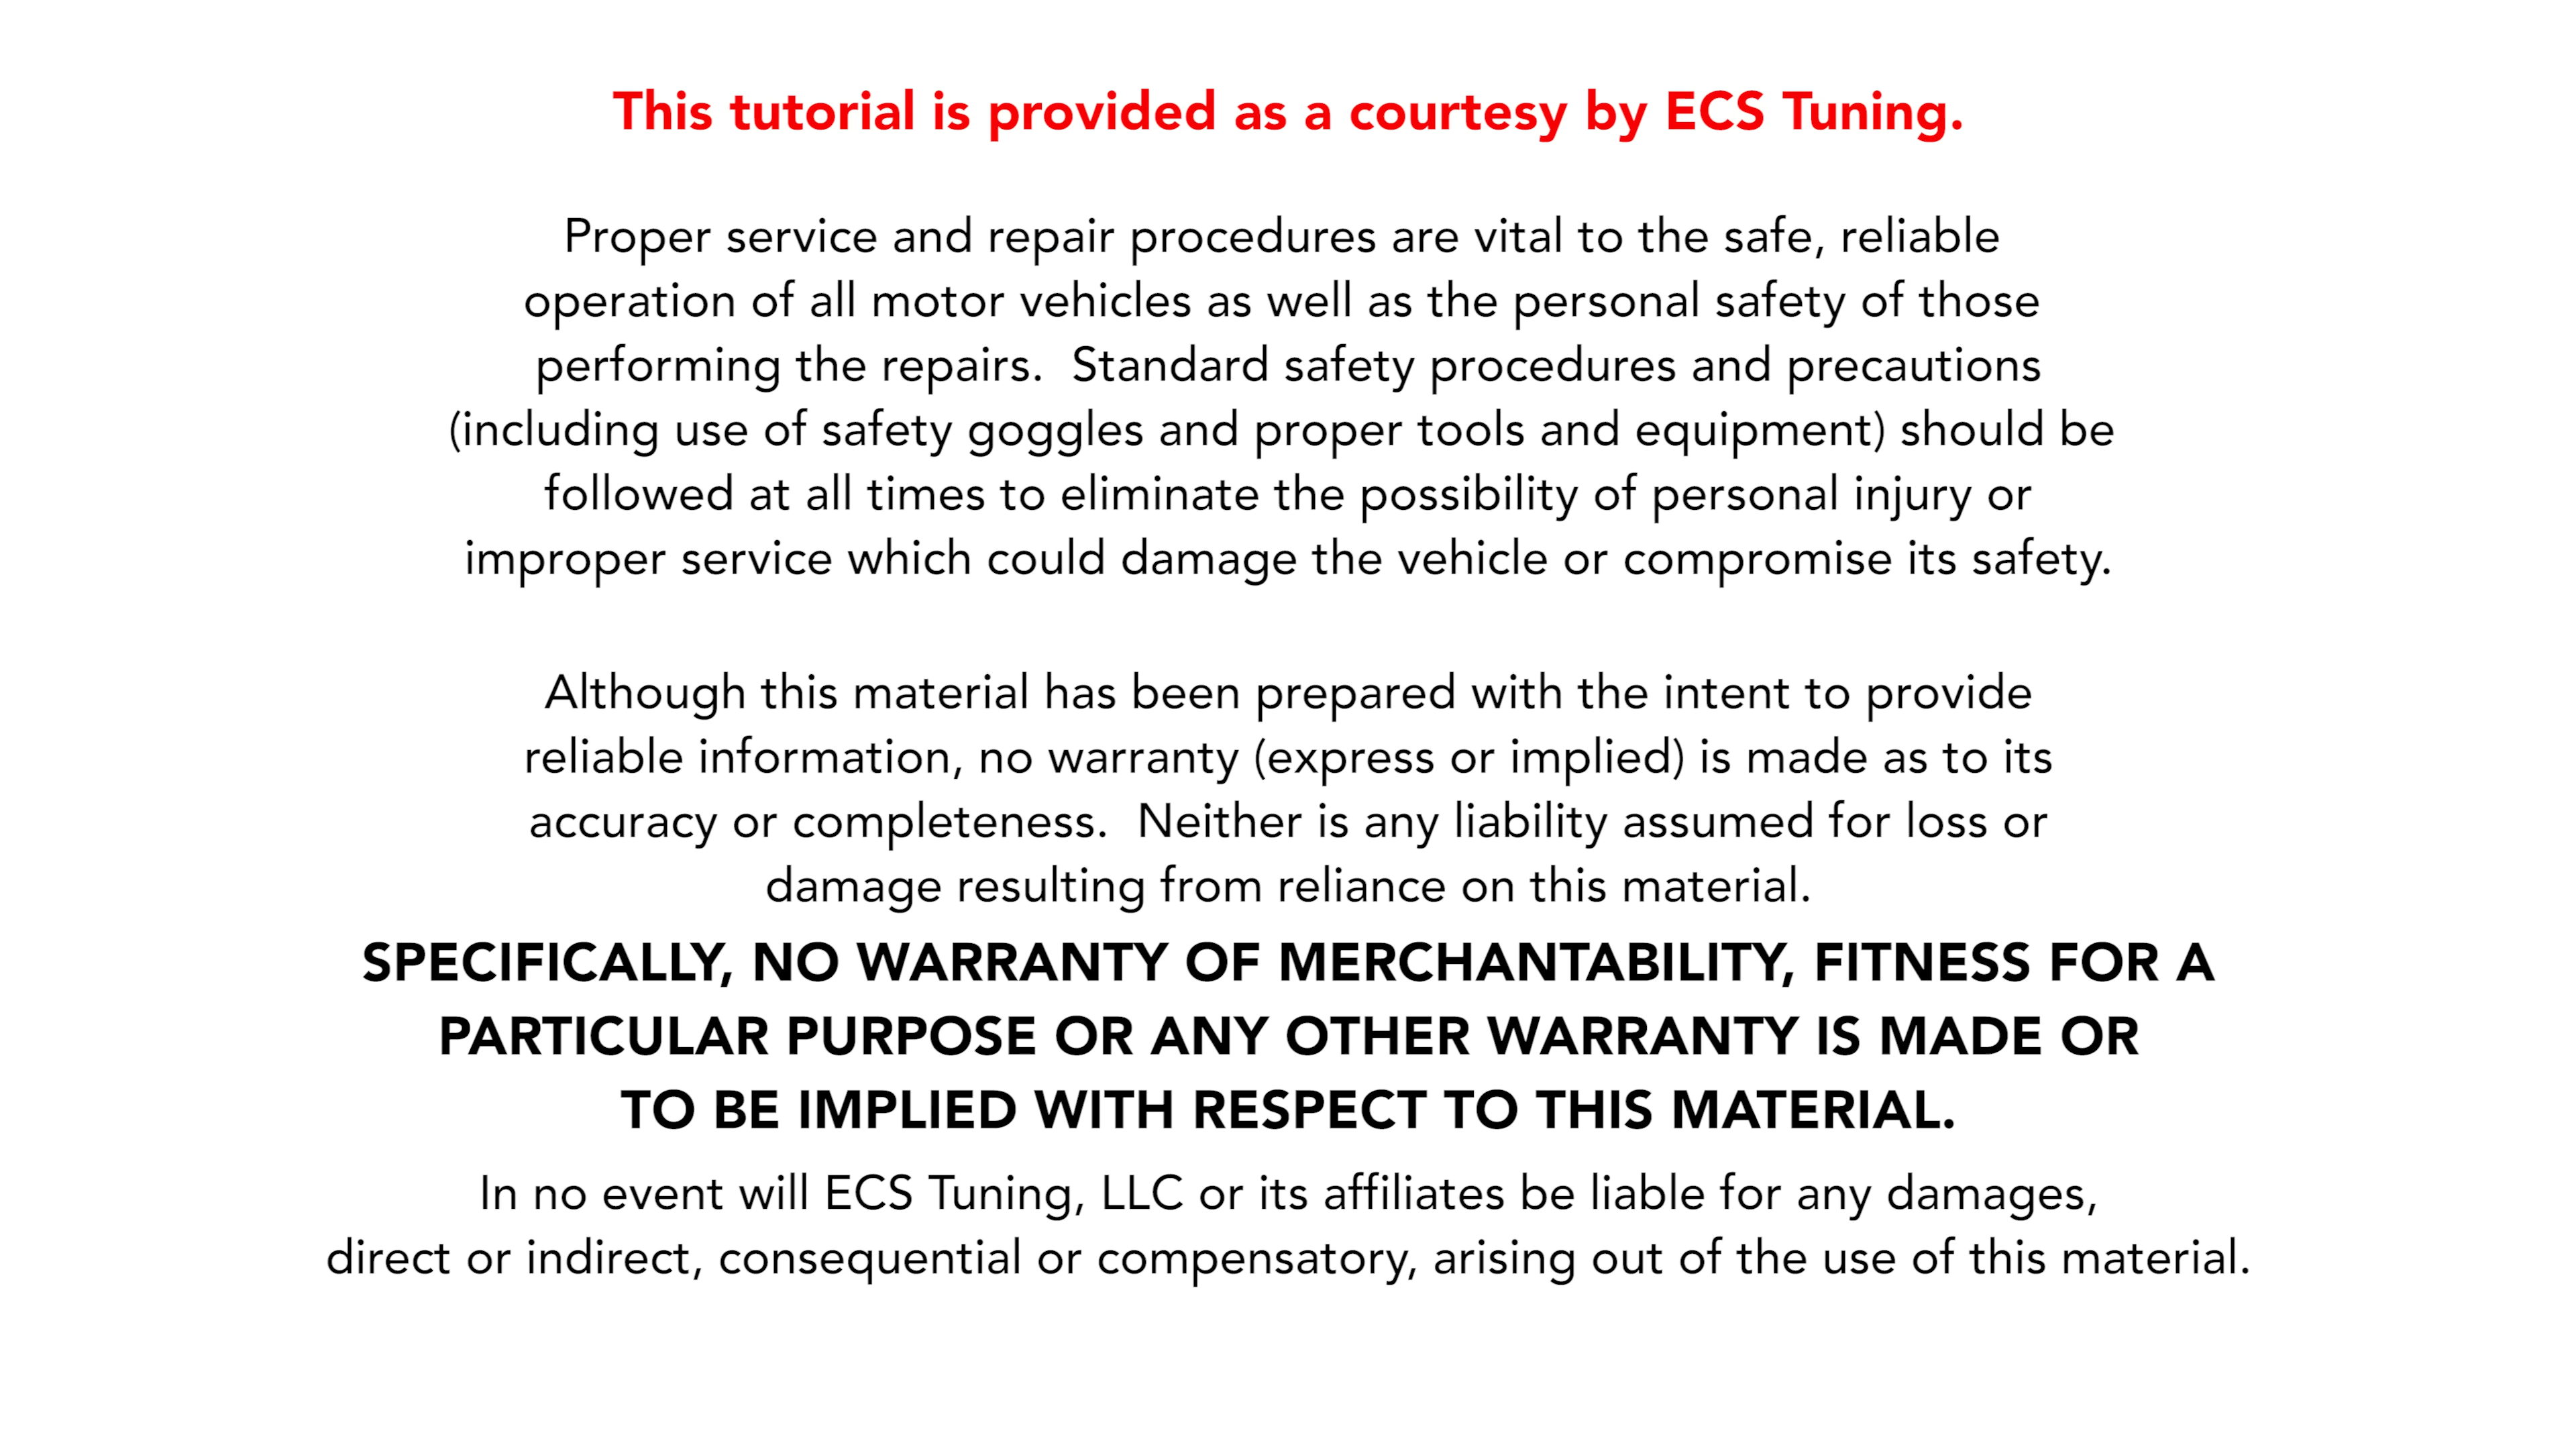 This tutorial is provided as a courtesy by ECS Tuning.
Proper service and repair procedures are vital to the safe, reliable
operation of all motor vehicles as well as the personal safety of those
performing the repairs.  Standard safety procedures and precautions
(including use of safety goggles and proper tools and equipment) should be
followed at all times to eliminate the possibility of personal injury or
improper service which could damage the vehicle or compromise its safety.
Although this material has been prepared with the intent to provide
reliable information, no warranty (express or implied) is made as to its
accuracy or completeness.  Neither is any liability assumed for loss or
damage resulting from reliance on this material.
SPECIFICALLY, NO WARRANTY OF MERCHANTABILITY, FITNESS FOR A
PARTICULAR PURPOSE OR ANY OTHER WARRANTY IS MADE OR
TO BE IMPLIED WITH RESPECT TO THIS MATERIAL.
In no event will ECS Tuning, LLC or its affiliates be liable for any damages,
direct or indirect, consequential or compensatory, arising out of the use of this material.